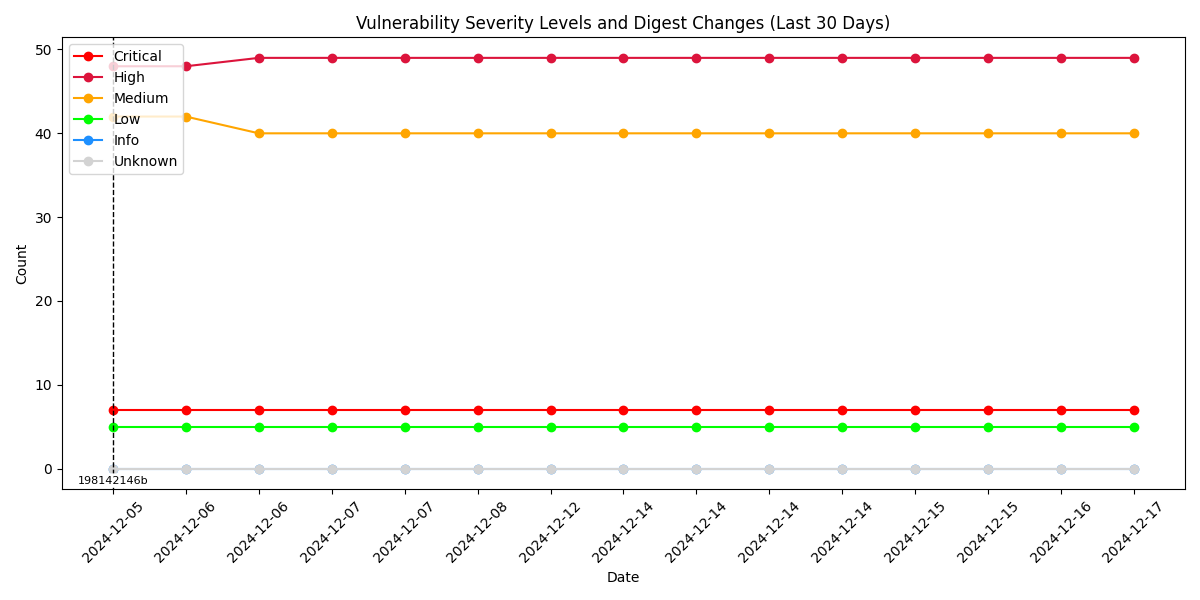 Vulnerability Severity Levels and Digest Changes (Last 30 Days)
Critical
High
Medium
Low
Info
Unknown
Count
50
40
30
20
10
0
198142146b
2024-12-05
2024-12-06
2024-12-06
2024-12-07
2024-12-07
2024-12-08
2024-12-12
2024-12-14
2024-12-14
2024-12-14
2024-12-14
2024-12-15
2024-12-15
2024-12-16
2024-12-17
Date